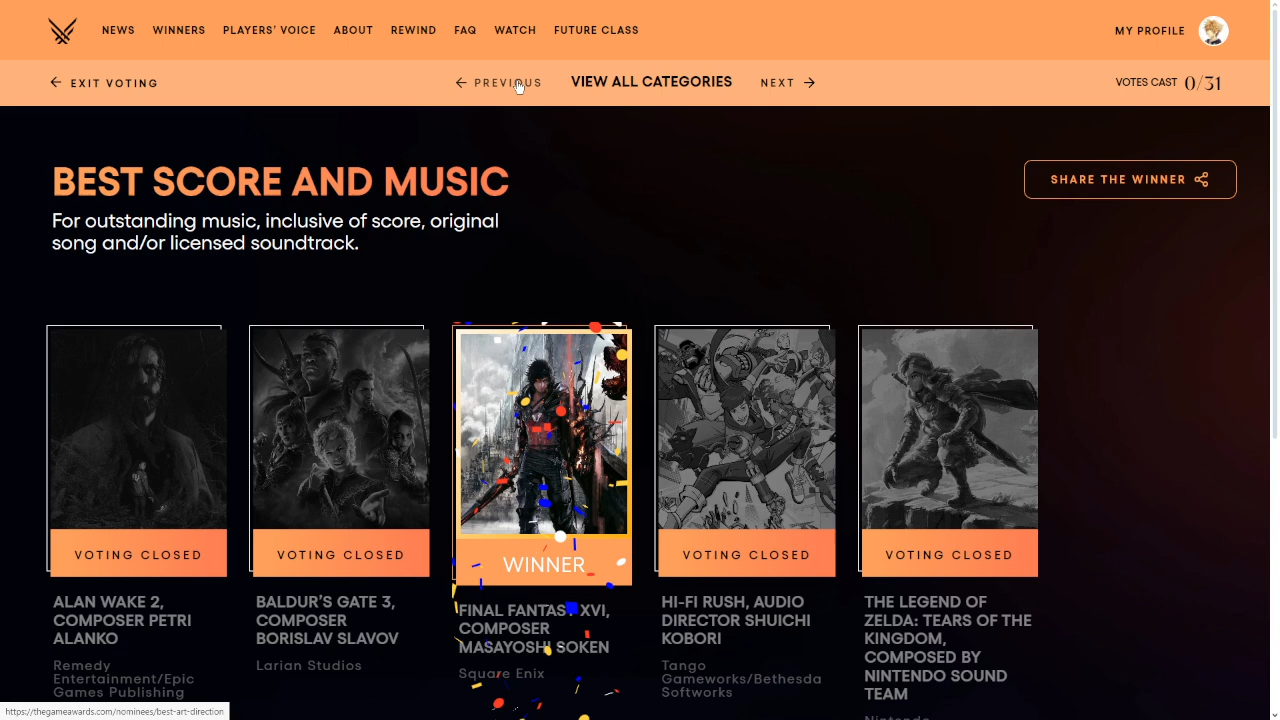 NEWS WINNERS PLAYERS' VOICE ABOUT REWIND FAQ WATCH FUTURE CLASS
MY PROFILE
EXIT VOTING
PREVIOUS
VIEW ALL CATEGORIES
NEXT
VOTES CAST 0/31
BEST SCORE AND MUSIC
For outstanding music, inclusive of score, original
song and/or licensed soundtrack.
SHARE THE WINNER
VOTING CLOSED
ALAN WAKE 2,
COMPOSER PETRI
ALANKO
Remedy
Entertainment/Epic
Games Publishing
VOTING CLOSED
BALDUR'S GATE 3,
COMPOSER
BORISLAV SLAVOV
Larian Studios
WINNER
FINAL FANTASY XVI,
COMPOSER
MASAYOSHI SOKEN
Square Enix
VOTING CLOSED
HI-FI RUSH, AUDIO
DIRECTOR SHUICHI
KOBORI
Tango
Gameworks/Bethesda
Softworks
VOTING CLOSED
THE LEGEND OF
ZELDA: TEARS OF THE
KINGDOM,
COMPOSED BY
NINTENDO SOUND
TEAM
Nintendo
https://thegameawards.com/nominees/best-art-direction